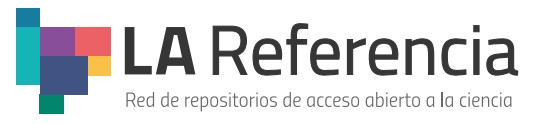 LA Referencia
Red de repositorios de acceso abierto a la ciencia